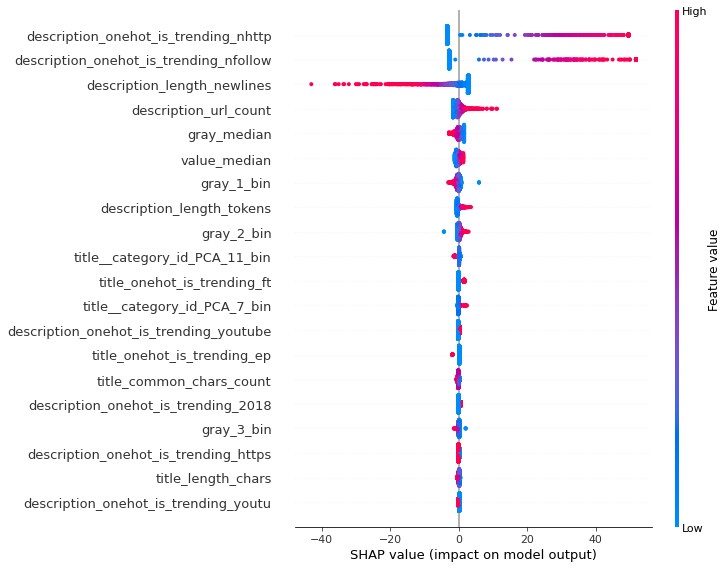 High
description_onehot_is_trending_nhttp
description_onehot_is_trending_nfollow
description_length_newlines
description_url_count
gray_median
value_median
gray_1_bin
description_length_tokens
gray_2_bin
title__category_id_PCA_11_bin
title_onehot_is_trending_ft
title__category_id_PCA_7_bin
description_onehot_is_trending_youtube
title_onehot_is_trending_ep
title_common_chars_count
description_onehot_is_trending_2018
gray_3_bin
description_onehot_is_trending_https
title_length_chars
description_onehot_is_trending_youtu
Feature value
Low
−40 −20 0 20 40
SHAP value (impact on model output)